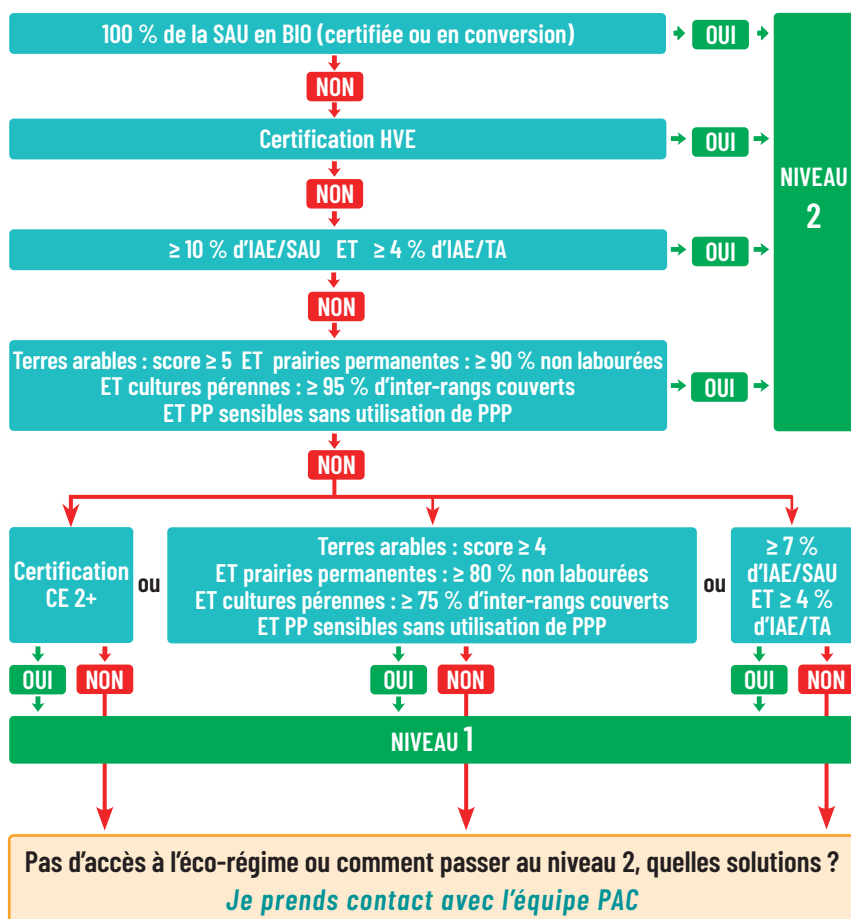 100 % de la SAU en BIO (certifiée ou en conversion)
OUI
NON
Certification HVE
OUI
NON
≥ 10 % d'IAE/SAU ET ≥ 4 % d'IAE/TA
OUI
NON
Terres arables : score ≥ 5 ET prairies permanentes : ≥ 90 % non labourées
ET cultures pérennes : ≥ 95 % d'inter-rangs couverts
ET PP sensibles sans utilisation de PPP
OUI
NIVEAU
2
NON
Certification
CE 2+
ou
Terres arables : score ≥ 4
ET prairies permanentes : ≥ 80 % non labourées
ET cultures pérennes : ≥ 75 % d'inter-rangs couverts
ET PP sensibles sans utilisation de PPP
ou
≥ 7 %
d'IAE/SAU
ET ≥ 4 %
d'IAE/TA
OUI NON
OUI NON
OUI NON
NIVEAU 1
Pas d'accès à l'éco-régime ou comment passer au niveau 2, quelles solutions ?
Je prends contact avec l'équipe PAC